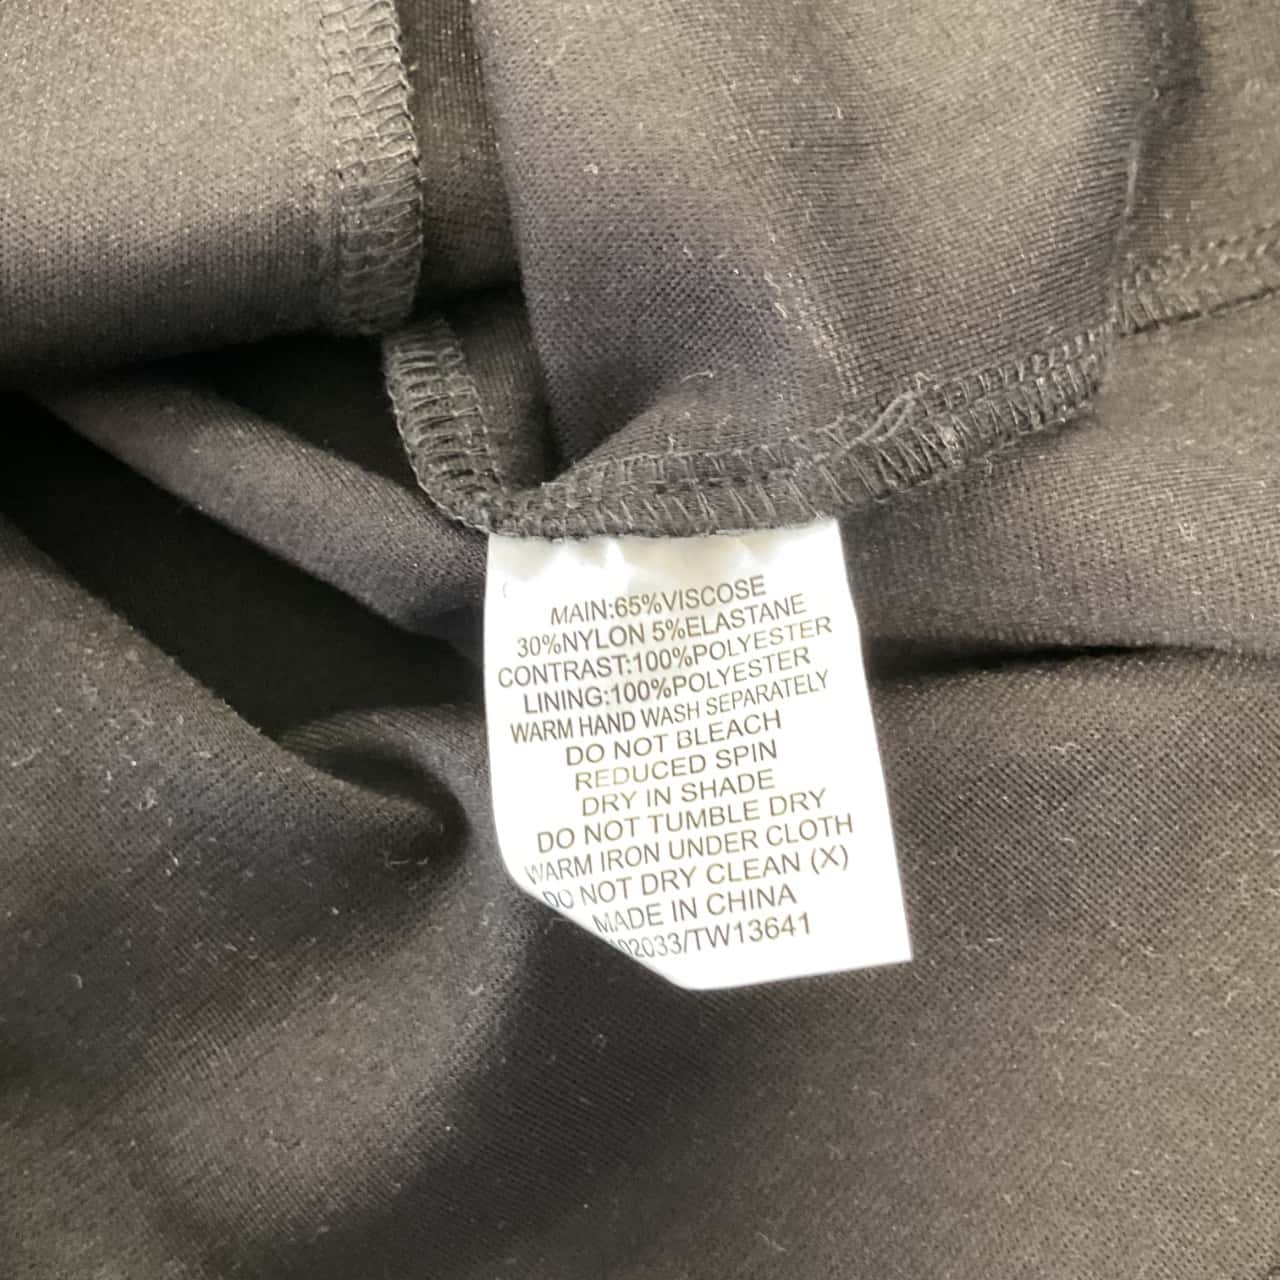 MAIN:65%VISCOSE
30%NYLON 5%ELASTANE
CONTRAST:100%POLYESTER
LINING:100%POLYESTER
WARM HAND WASH SEPARATELY
DO NOT BLEACH
REDUCED SPIN
DRY IN SHADE
DO NOT TUMBLE DRY
WARM IRON UNDER CLOTH
DO NOT DRY CLEAN (X)
MADE IN CHINA